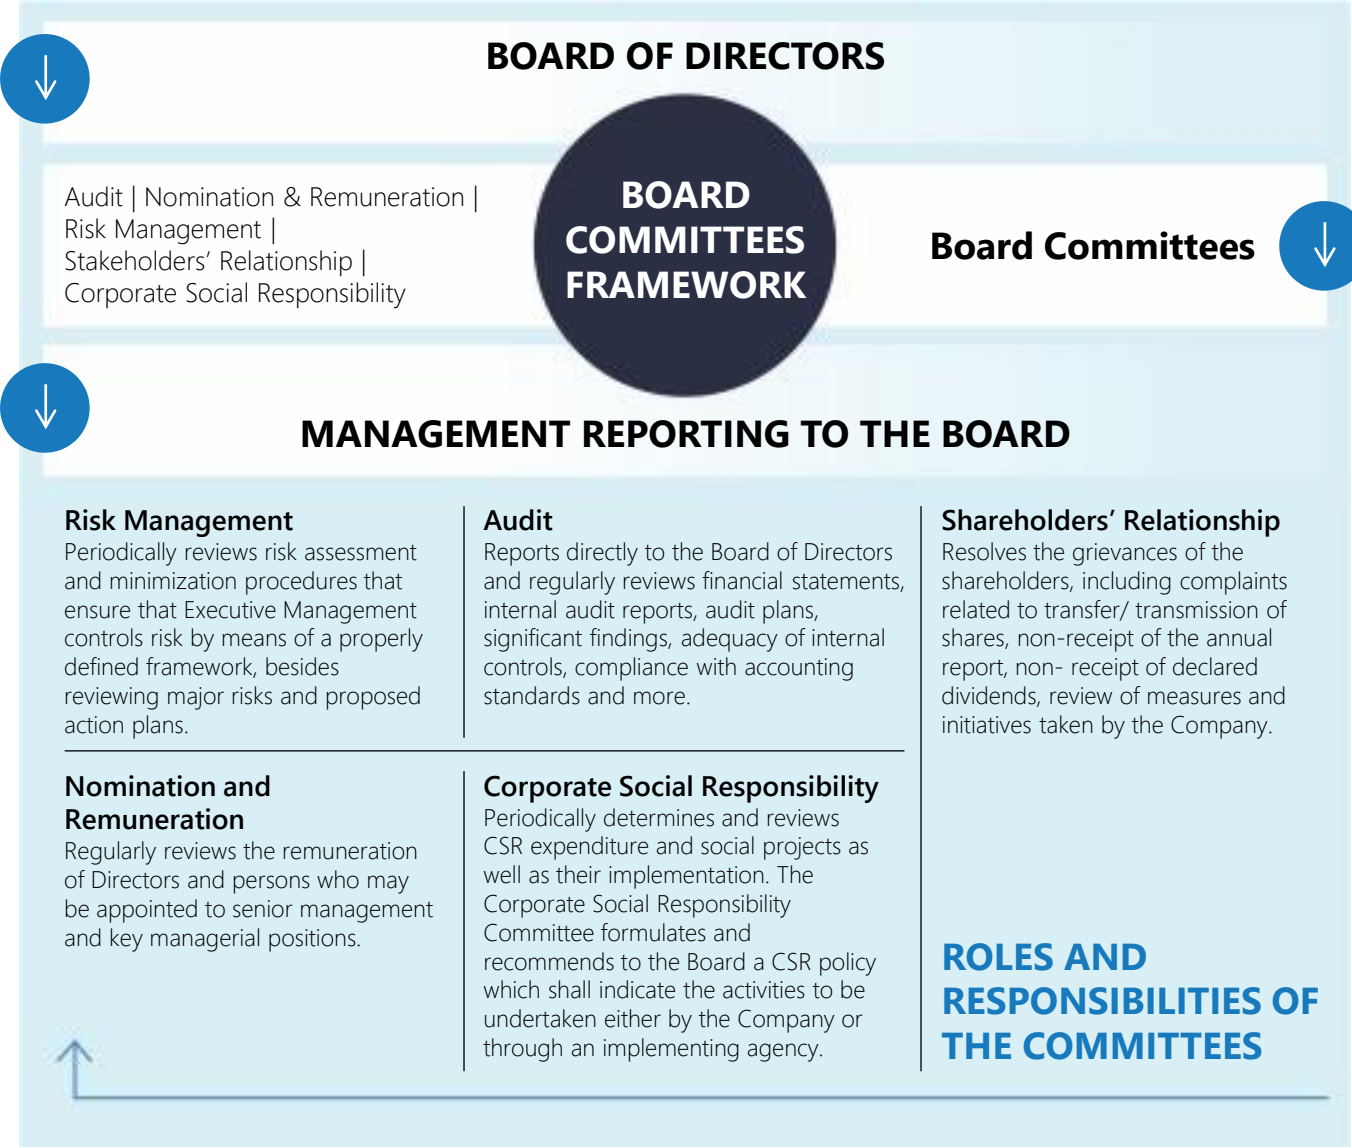 BOARD OF DIRECTORS
Audit | Nomination & Remuneration |
Risk Management |
Stakeholders’ Relationship |
Corporate Social Responsibility
BOARD
COMMITTEES
FRAMEWORK
Board Committees
MANAGEMENT REPORTING TO THE BOARD
Risk Management
Periodically reviews risk assessment
and minimization procedures that
ensure that Executive Management
controls risk by means of a properly
defined framework, besides
reviewing major risks and proposed
action plans.
Audit
Reports directly to the Board of Directors
and regularly reviews financial statements,
internal audit reports, audit plans,
significant findings, adequacy of internal
controls, compliance with accounting
standards and more.
Shareholders’ Relationship
Resolves the grievances of the
shareholders, including complaints
related to transfer/ transmission of
shares, non-receipt of the annual
report, non- receipt of declared
dividends, review of measures and
initiatives taken by the Company.
Nomination and
Remuneration
Regularly reviews the remuneration
of Directors and persons who may
be appointed to senior management
and key managerial positions.
Corporate Social Responsibility
Periodically determines and reviews
CSR expenditure and social projects as
well as their implementation. The
Corporate Social Responsibility
Committee formulates and
recommends to the Board a CSR policy
which shall indicate the activities to be
undertaken either by the Company or
through an implementing agency.
ROLES AND
RESPONSIBILITIES OF
THE COMMITTEES